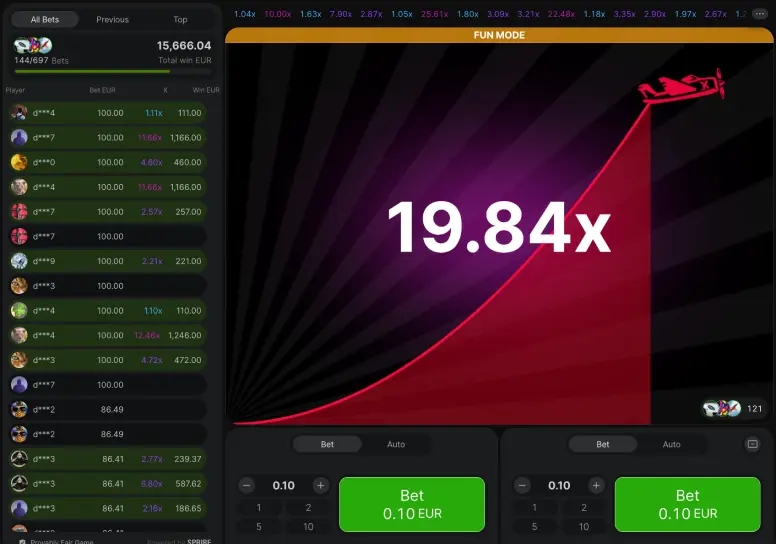 All Bets Previous Top
144/697 Bets
15,666.04
Total win EUR
Player Bet EUR X Win EUR
d***4 100.00 1.11x 111.00
d***7 100.00 11.66x 1,166.00
d***0 100.00 4.60x 460.00
d***4 100.00 11.66x 1,166.00
d***7 100.00 2.57x 257.00
d***7 100.00
d***9 100.00 2.21x 221.00
d***3 100.00
d***4 100.00 1.10x 110.00
d***4 100.00 12.46x 1,246.00
d***3 100.00 4.72x 472.00
d***7 100.00
d***2 86.49
d***2 86.49
d***3 86.41 2.77x 239.37
d***3 86.41 6.80x 587.62
d***3 86.41 2.16x 186.65
Provably Fair Game Powered by SPRIBE
1.04x 10.00x 1.63x 7.90x 2.87x 1.05x 25.61x 1.80x 3.09x 3.21x 22.48x 1.18x 3.35x 2.90x 1.97x 2.67x
FUN MODE
X
19.84x
121
Bet Auto
0.10
1 2
5 10
Bet
0.10 EUR
Bet Auto
0.10
1 2
5 10
Bet
0.10 EUR